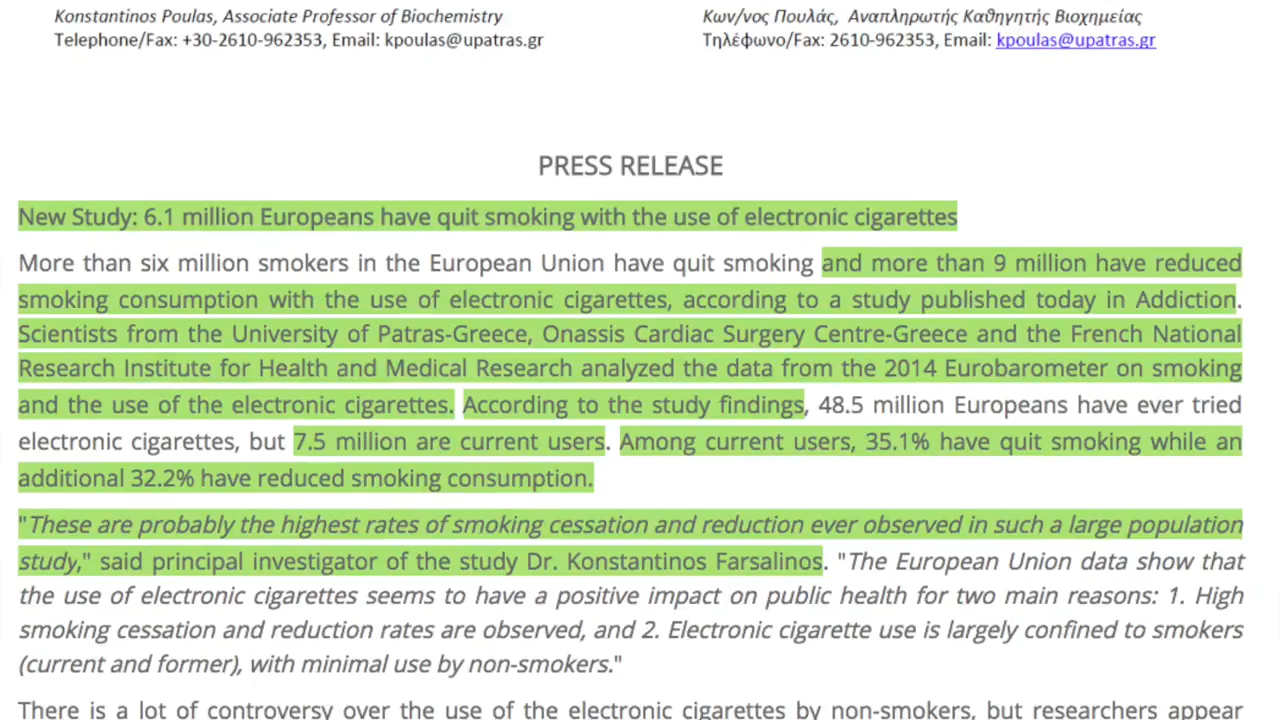 Konstantinos Poulas, Associate Professor of Biochemistry
Telephone/Fax: +30-2610-962353, Email: kpoulas@upatras.gr
Κων/νος Πουλάς, Αναπληρωτής Καθηγητής Βιοχημείας
Τηλέφωνο/Fax: 2610-962353, Email: kpoulas@upatras.gr
PRESS RELEASE
New Study: 6.1 million Europeans have quit smoking with the use of electronic cigarettes
More than six million smokers in the European Union have quit smoking and more than 9 million have reduced
smoking consumption with the use of electronic cigarettes, according to a study published today in Addiction.
Scientists from the University of Patras-Greece, Onassis Cardiac Surgery Centre-Greece and the French National
Research Institute for Health and Medical Research analyzed the data from the 2014 Eurobarometer on smoking
and the use of the electronic cigarettes. According to the study findings, 48.5 million Europeans have ever tried
electronic cigarettes, but 7.5 million are current users. Among current users, 35.1% have quit smoking while an
additional 32.2% have reduced smoking consumption.
"These are probably the highest rates of smoking cessation and reduction ever observed in such a large population
study," said principal investigator of the study Dr. Konstantinos Farsalinos. "The European Union data show that
the use of electronic cigarettes seems to have a positive impact on public health for two main reasons: 1. High
smoking cessation and reduction rates are observed, and 2. Electronic cigarette use is largely confined to smokers
(current and former), with minimal use by non-smokers."
There is a lot of controversy over the use of the electronic cigarettes by non-smokers, but researchers appear